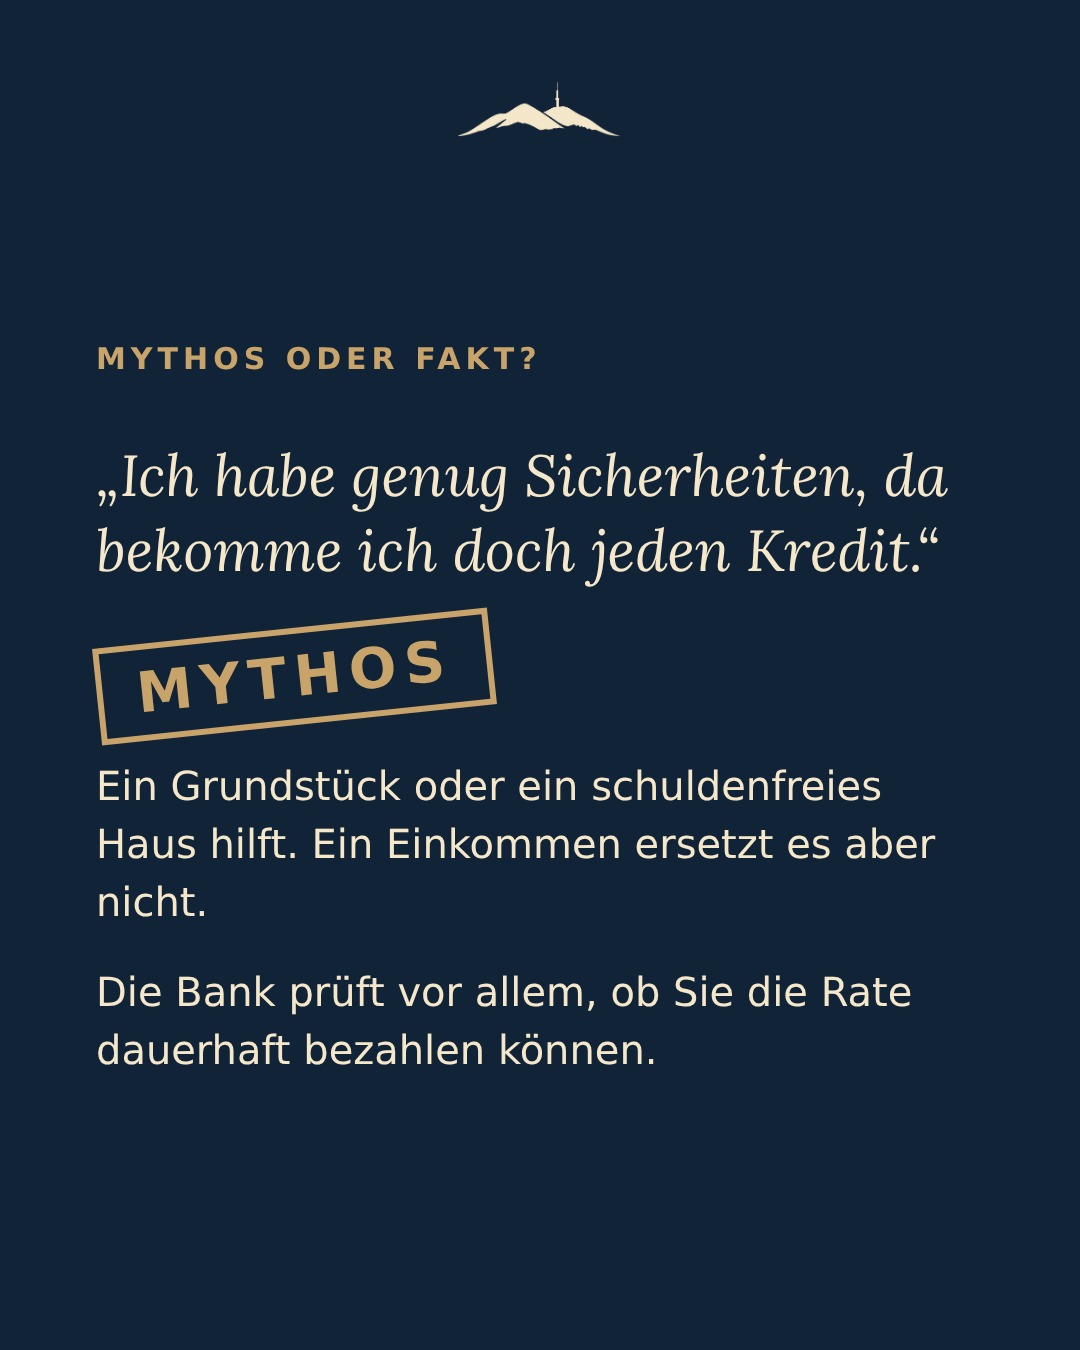 MYTHOS ODER FAKT?
„Ich habe genug Sicherheiten, da
bekomme ich doch jeden Kredit.“
MYTHOS
Ein Grundstück oder ein schuldenfreies
Haus hilft. Ein Einkommen ersetzt es aber
nicht.
Die Bank prüft vor allem, ob Sie die Rate
dauerhaft bezahlen können.